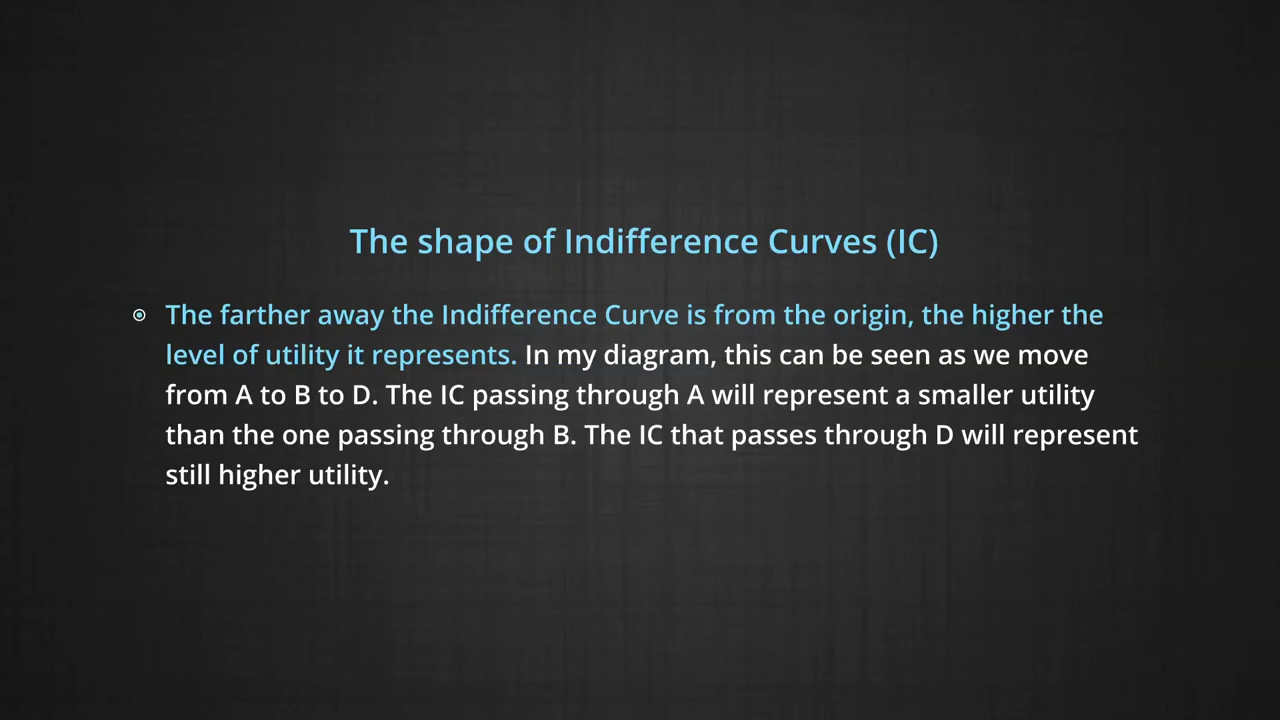 The shape of Indifference Curves (IC)
The farther away the Indifference Curve is from the origin, the higher the
level of utility it represents. In my diagram, this can be seen as we move
from A to B to D. The IC passing through A will represent a smaller utility
than the one passing through B. The IC that passes through D will represent
still higher utility.